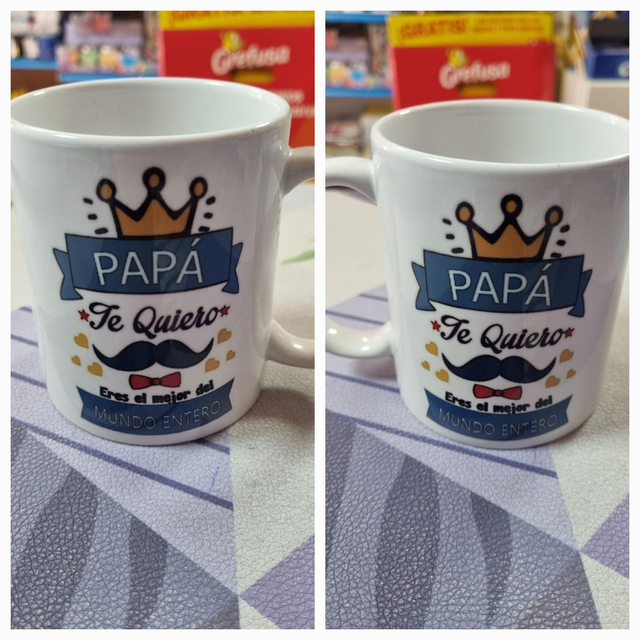 Grefusa
PAPÁ
Te Quiero
Eres el mejor del
MUNDO ENTERO
¡GRATIS!
Grefusa
PAPÁ
Te Quiero
Eres el mejor del
MUNDO ENTERO